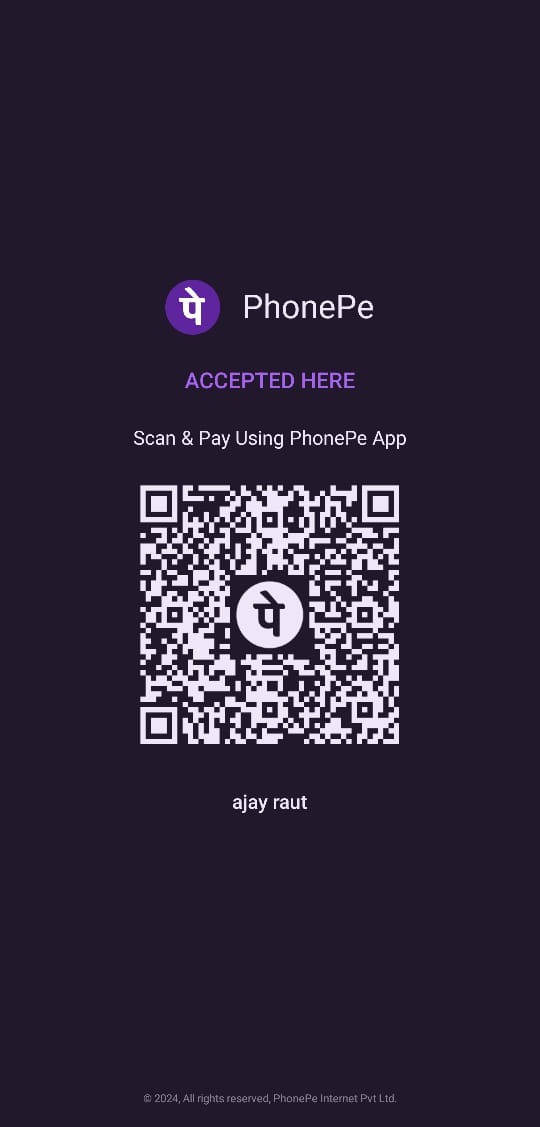 पे PhonePe
ACCEPTED HERE
Scan & Pay Using PhonePe App
पे
ajay raut
© 2024, All rights reserved, PhonePe Internet Pvt Ltd.